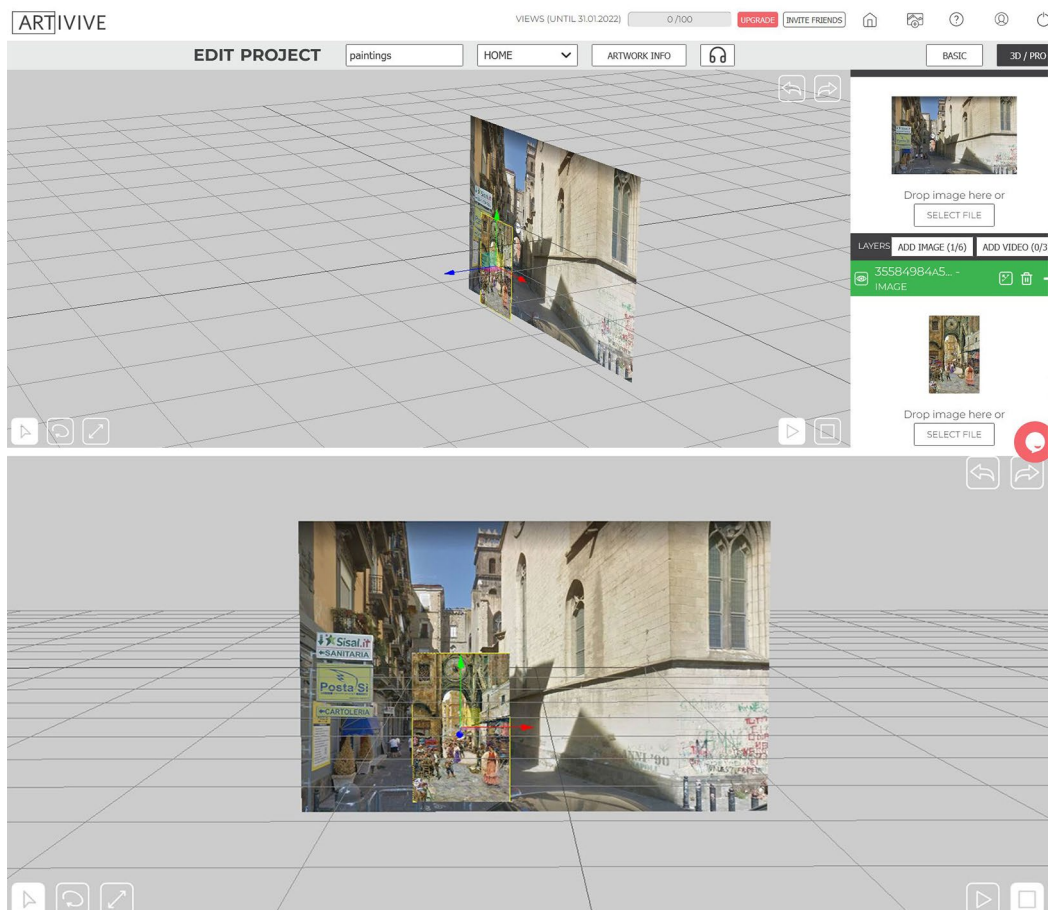 ARTIVIVE
VIEWS (UNTIL 31.01.2022)
0 /100
UPGRADE
INVITE FRIENDS
EDIT PROJECT
paintings
HOME
ARTWORK INFO
BASIC
3D / PRO
Drop image here or
SELECT FILE
LAYERS
ADD IMAGE (1/6)
ADD VIDEO (0/3
35584984A5... -
IMAGE
Drop image here or
SELECT FILE
Sisal.it
SANITARIA
Posta Si
CARTOLERIA